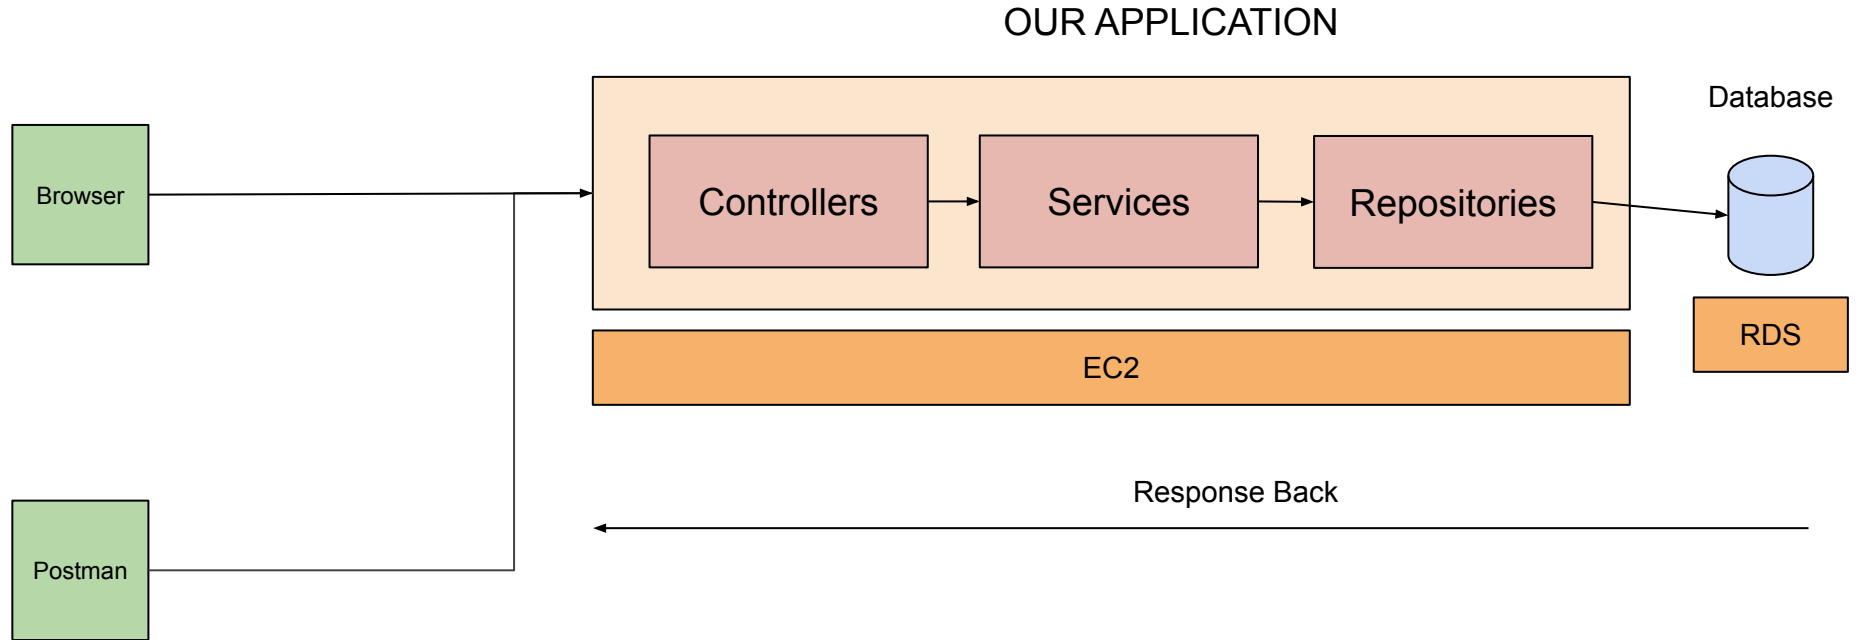 OUR APPLICATION
Database
Browser
Controllers
Services
Repositories
RDS
EC2
Response Back
Postman